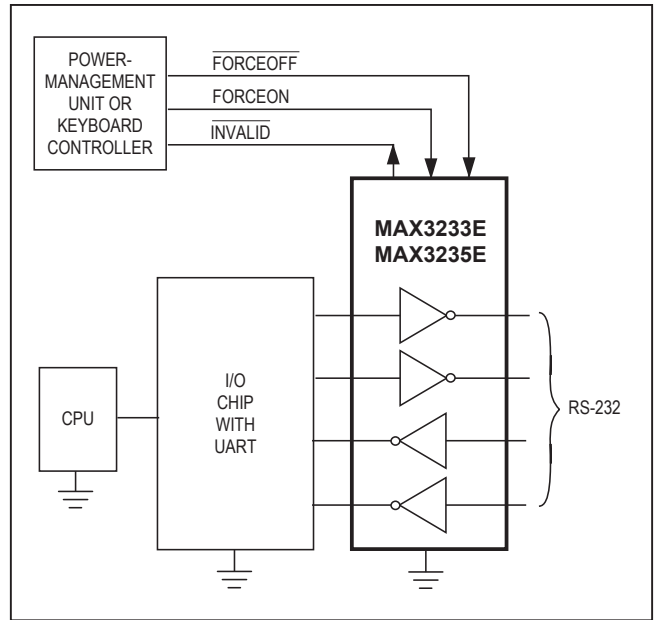 POWER-
MANAGEMENT
UNIT OR
KEYBOARD
CONTROLLER
FORCEOFF
FORCEON
INVALID
MAX3233E
MAX3235E
CPU
I/O
CHIP
WITH
UART
RS-232